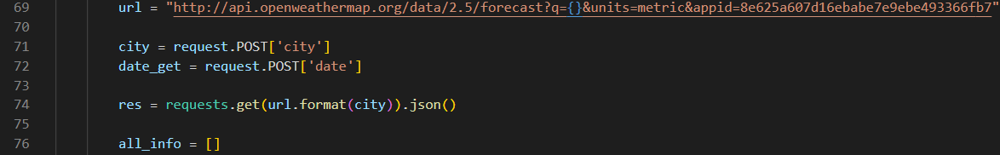 69 url = "http://api.openweathermap.org/data/2.5/forecast?q={}&units=metric&appid=8e625a607d16ebabe7e9ebe493366fb7"
70
71 city = request.POST['city']
72 date_get = request.POST['date']
73
74 res = requests.get(url.format(city)).json()
75
76 all_info = []